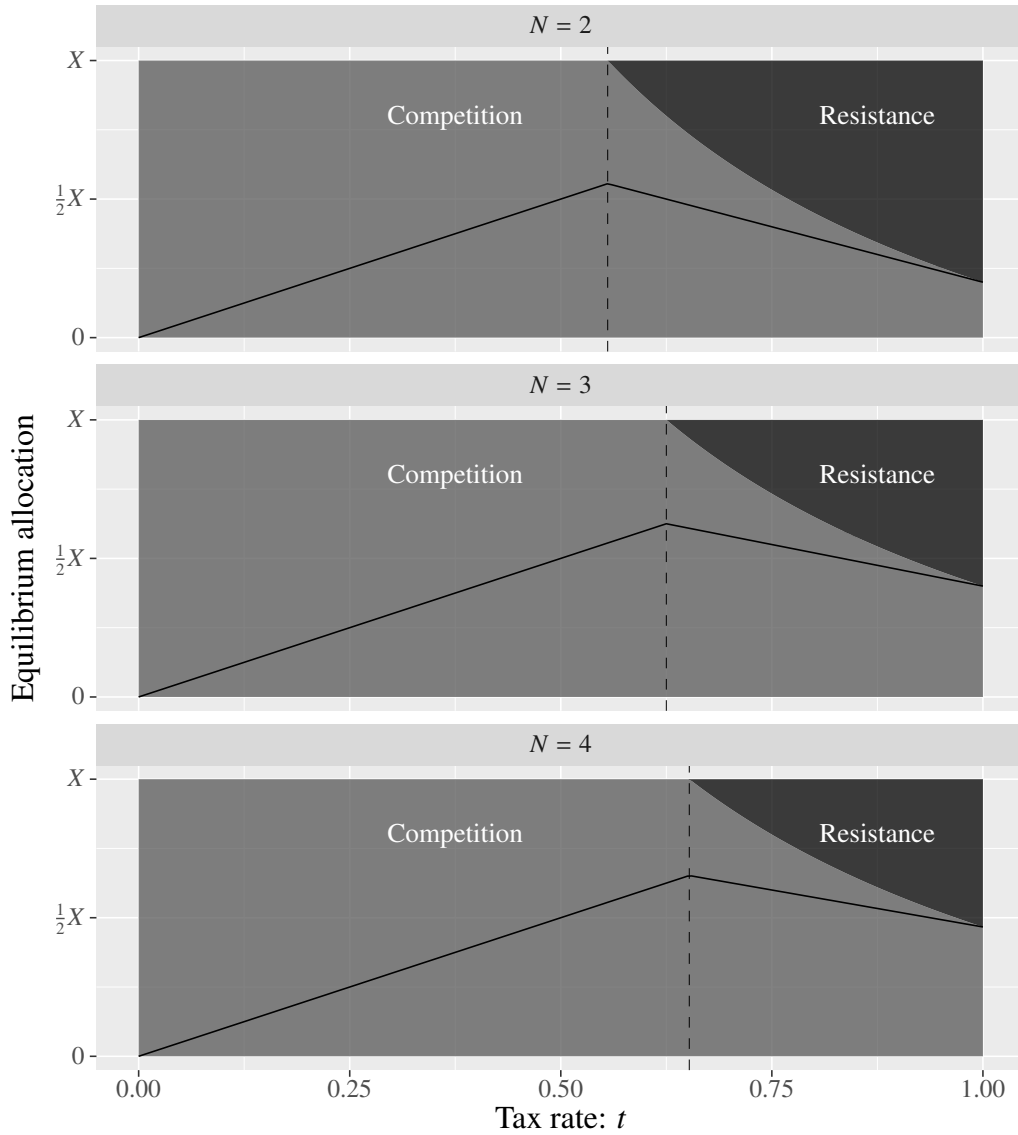 N = 2
X
Competition
Resistance
½X
0
N = 3
X
Competition
Resistance
½X
0
Equilibrium allocation
N = 4
X
Competition
Resistance
½X
0
0.00 0.25 0.50 0.75 1.00
Tax rate: t